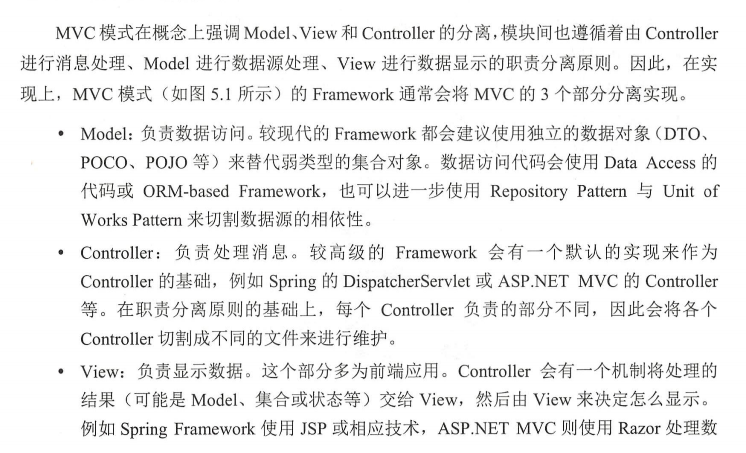 MVC 模式在概念上强调 Model、View 和 Controller 的分离，模块间也遵循着由 Controller
进行消息处理、Model 进行数据源处理、View 进行数据显示的职责分离原则。因此，在实
现上，MVC 模式（如图 5.1 所示）的 Framework 通常会将 MVC 的 3 个部分分离实现。
• Model：负责数据访问。较现代的 Framework 都会建议使用独立的数据对象（DTO、
POCO、POJO 等）来替代弱类型的集合对象。数据访问代码会使用 Data Access 的
代码或 ORM-based Framework，也可以进一步使用 Repository Pattern 与 Unit of
Works Pattern 来切割数据源的相依性。
• Controller：负责处理消息。较高级的 Framework 会有一个默认的实现来作为
Controller 的基础，例如 Spring 的 DispatcherServlet 或 ASP.NET MVC 的 Controller
等。在职责分离原则的基础上，每个 Controller 负责的部分不同，因此会将各个
Controller 切割成不同的文件来进行维护。
• View：负责显示数据。这个部分多为前端应用。Controller 会有一个机制将处理的
结果（可能是 Model、集合或状态等）交给 View，然后由 View 来决定怎么显示。
例如 Spring Framework 使用 JSP 或相应技术，ASP.NET MVC 则使用 Razor 处理数